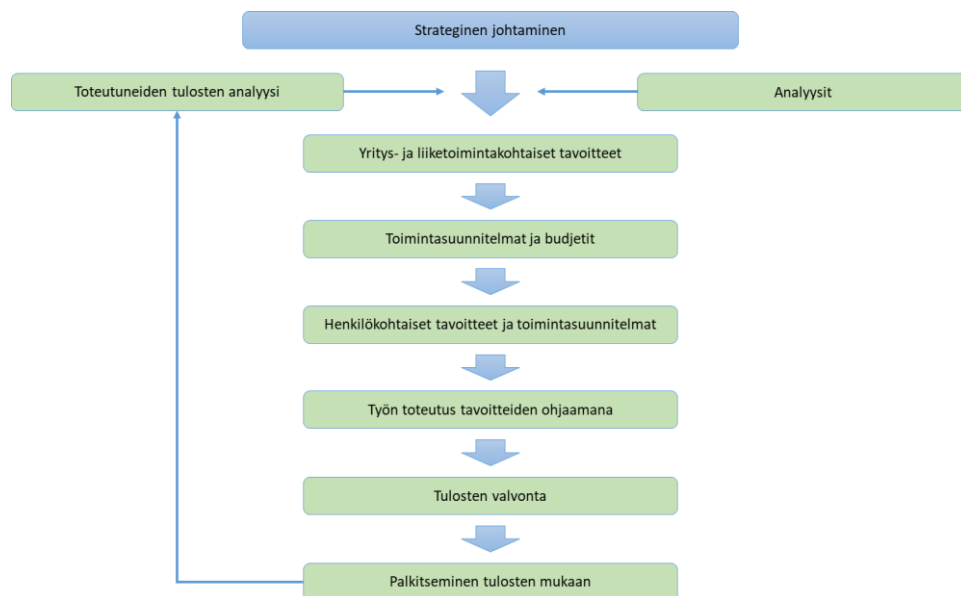 Strateginen johtaminen
Toteutuneiden tulosten analyysi
Analyysit
Yritys- ja liiketoimintakohtaiset tavoitteet
Toimintasuunnitelmat ja budjetit
Henkilökohtaiset tavoitteet ja toimintasuunnitelmat
Työn toteutus tavoitteiden ohjaamana
Tulosten valvonta
Palkitseminen tulosten mukaan